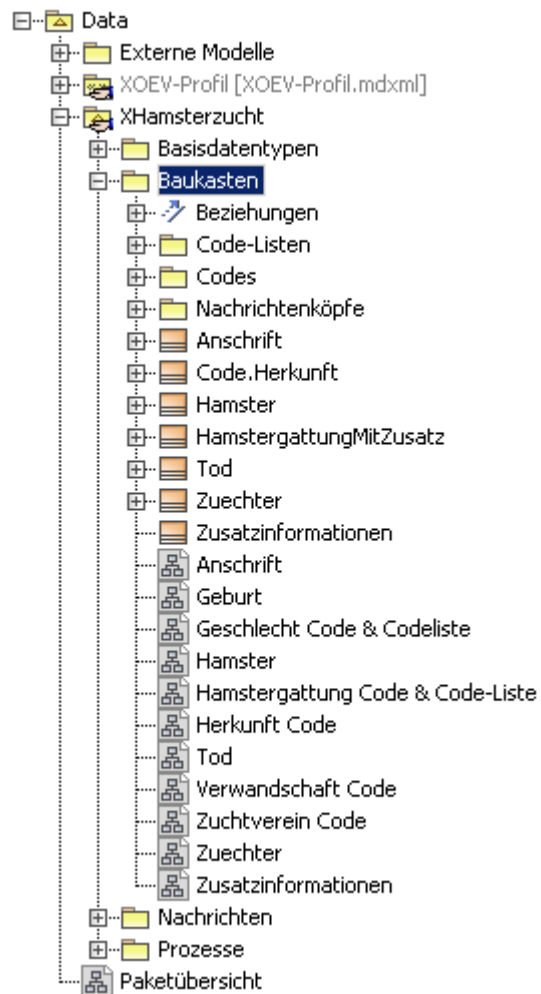 Data
Externe Modelle
XOEV-Profil [XOEV-Profil.mdxml]
XHamsterzucht
Basisdatentypen
Baukasten
Beziehungen
Code-Listen
Codes
Nachrichtenköpfe
Anschrift
Code.Herkunft
Hamster
HamstergattungMitZusatz
Tod
Zuechter
Zusatzinformationen
Anschrift
Geburt
Geschlecht Code & Codeliste
Hamster
Hamstergattung Code & Code-Liste
Herkunft Code
Tod
Verwandschaft Code
Zuchtverein Code
Zuechter
Zusatzinformationen
Nachrichten
Prozesse
Paketübersicht